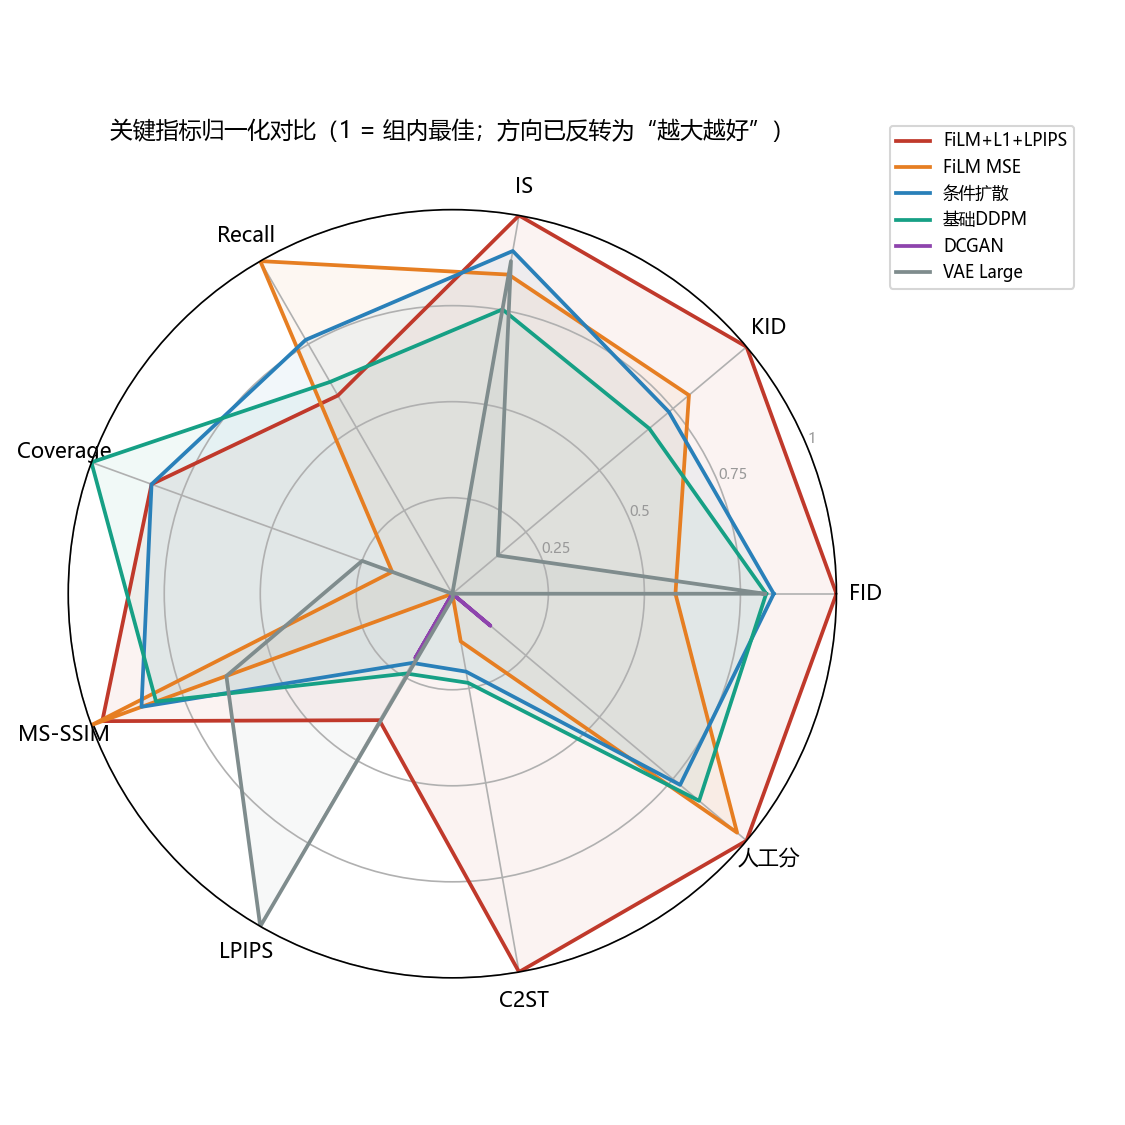 关键指标归一化对比（1 = 组内最佳；方向已反转为“越大越好”）
FiLM+L1+LPIPS
FiLM MSE
条件扩散
基础DDPM
DCGAN
VAE Large
IS
Recall
KID
Coverage
1
0.75
0.5
0.25
FID
MS-SSIM
人工分
LPIPS
C2ST